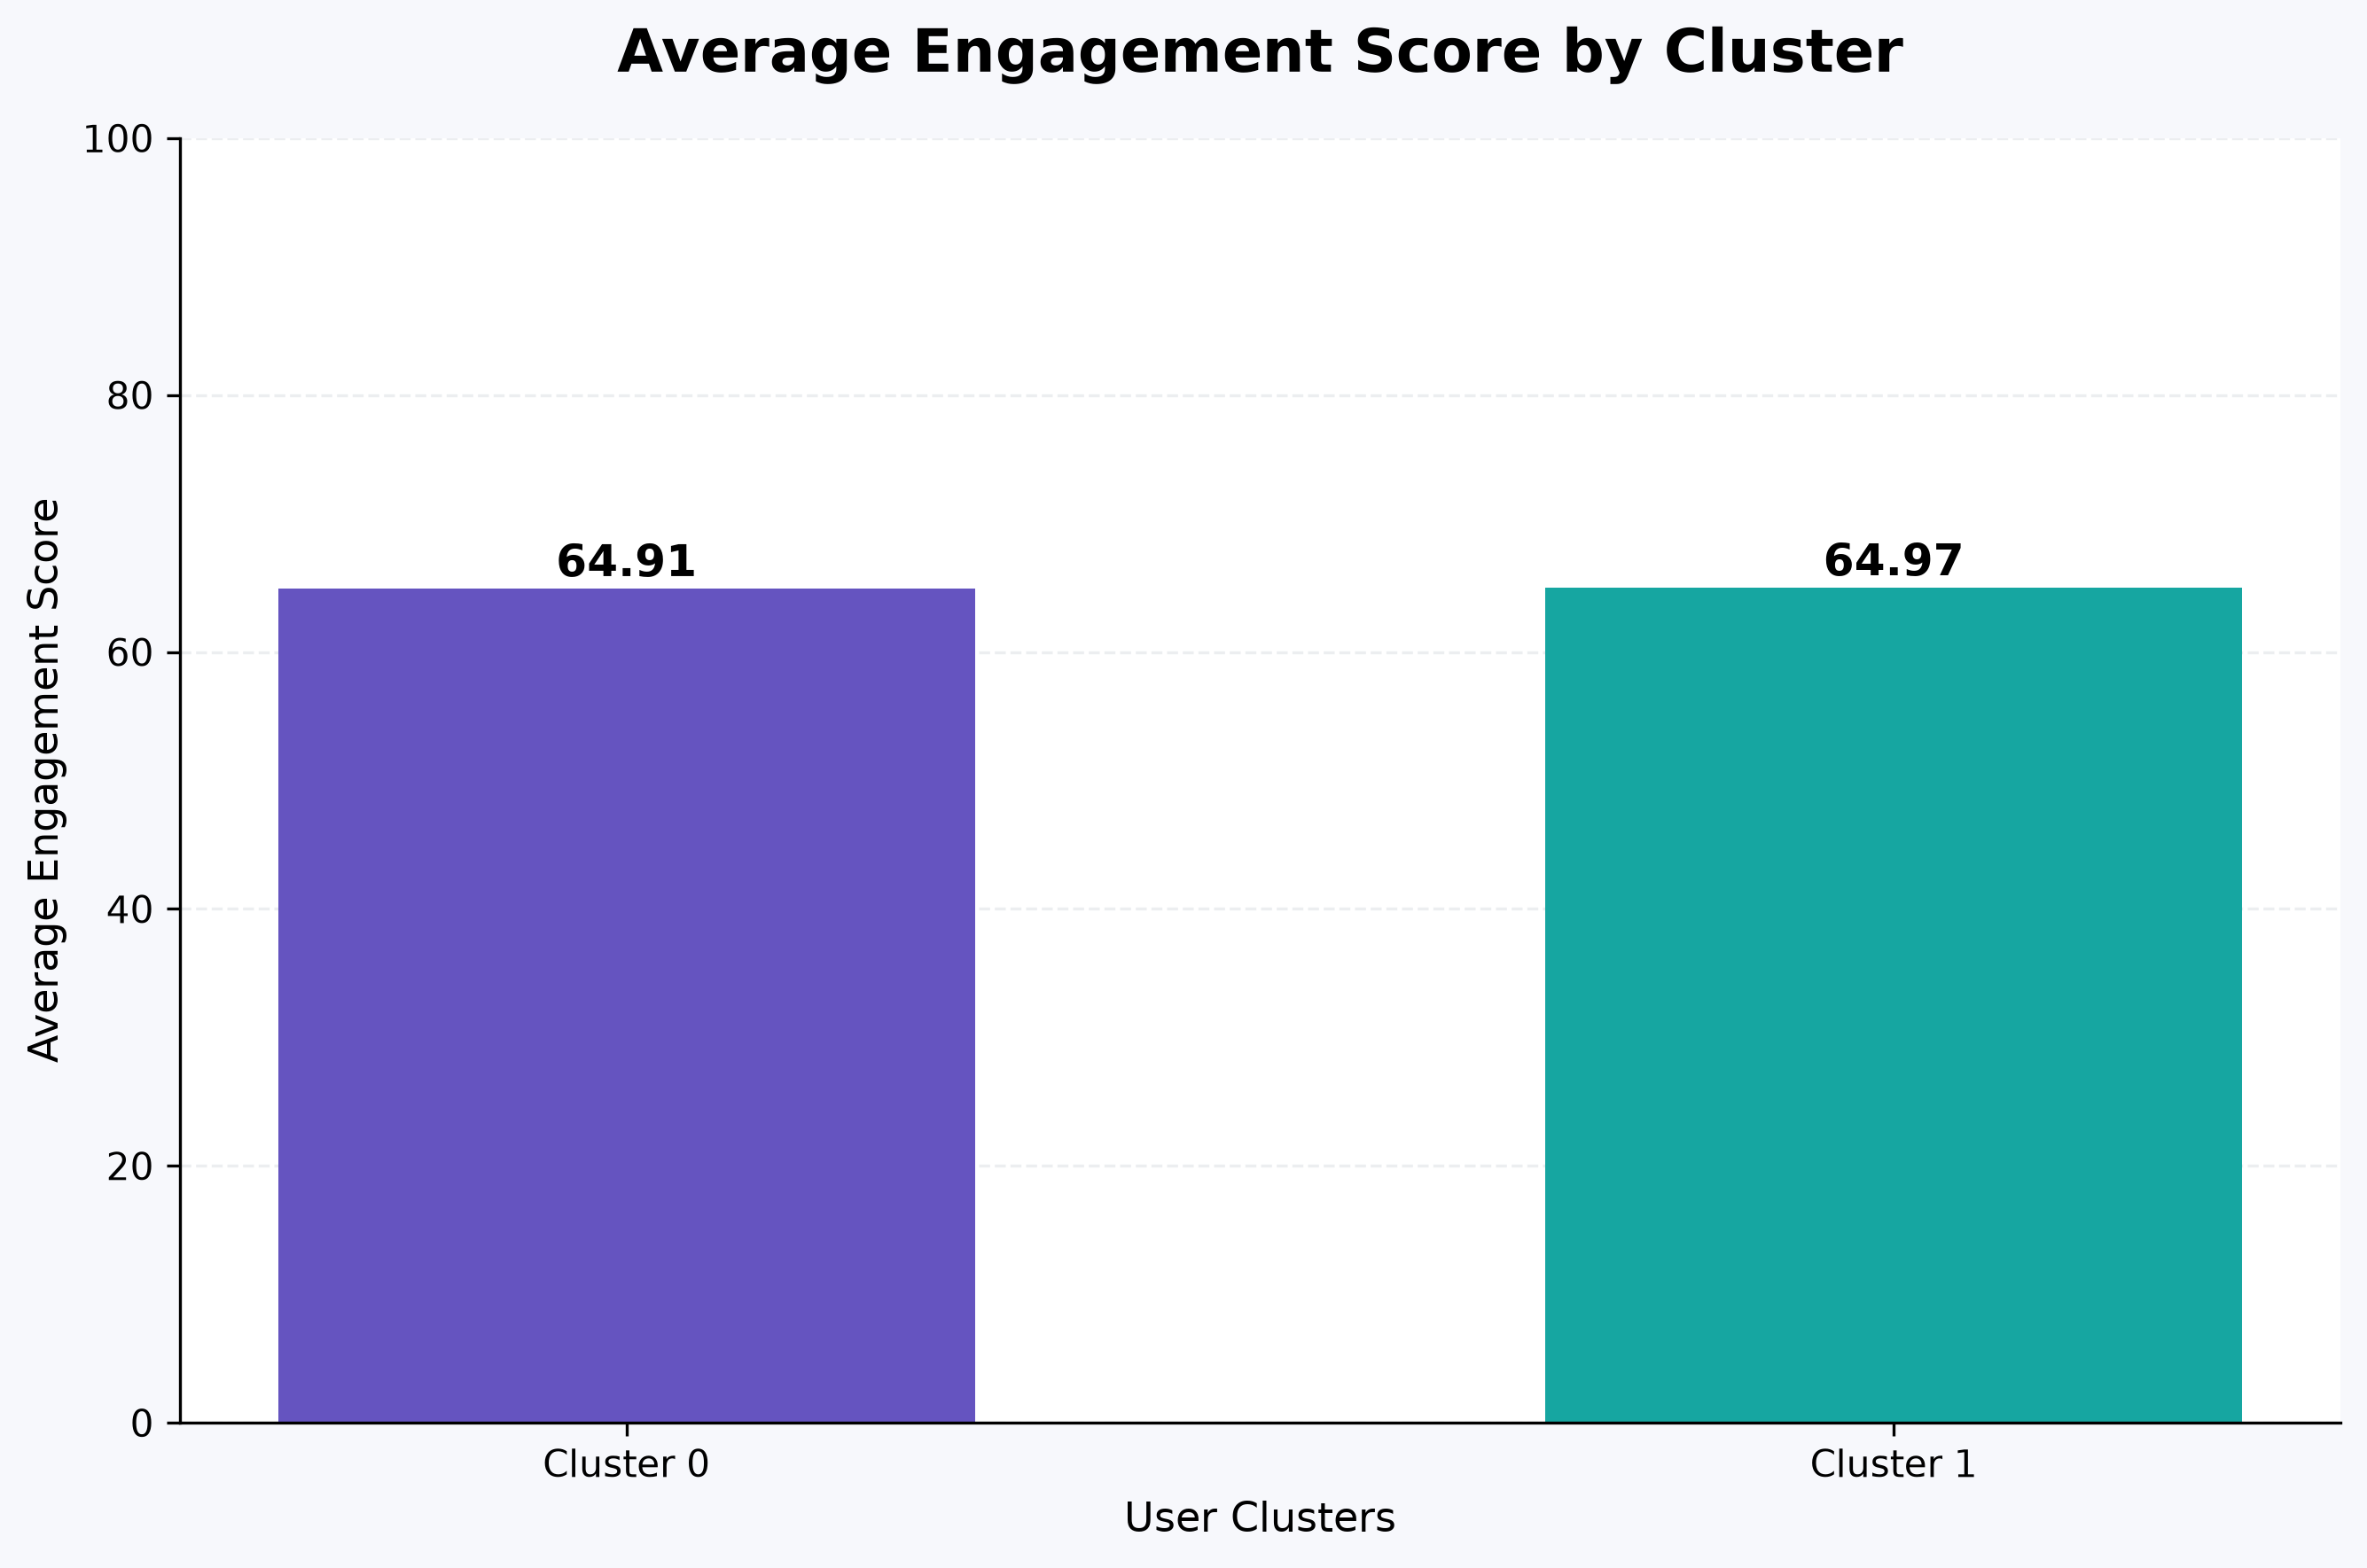 Average Engagement Score by Cluster
100
80
60
40
20
0
Average Engagement Score
64.91
64.97
Cluster 0
Cluster 1
User Clusters